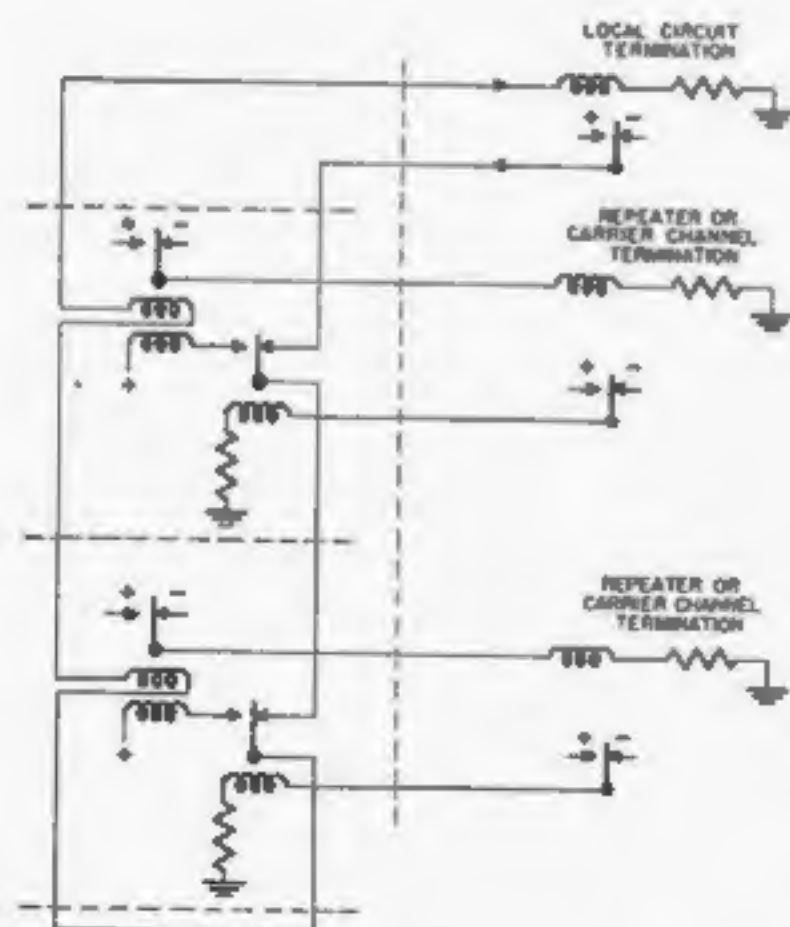 LOCAL CIRCUIT
TERMINATION
+ -
+ -
REPEATER OR
CARRIER CHANNEL
TERMINATION
+
+ -
+ -
REPEATER OR
CARRIER CHANNEL
TERMINATION
+
+ -